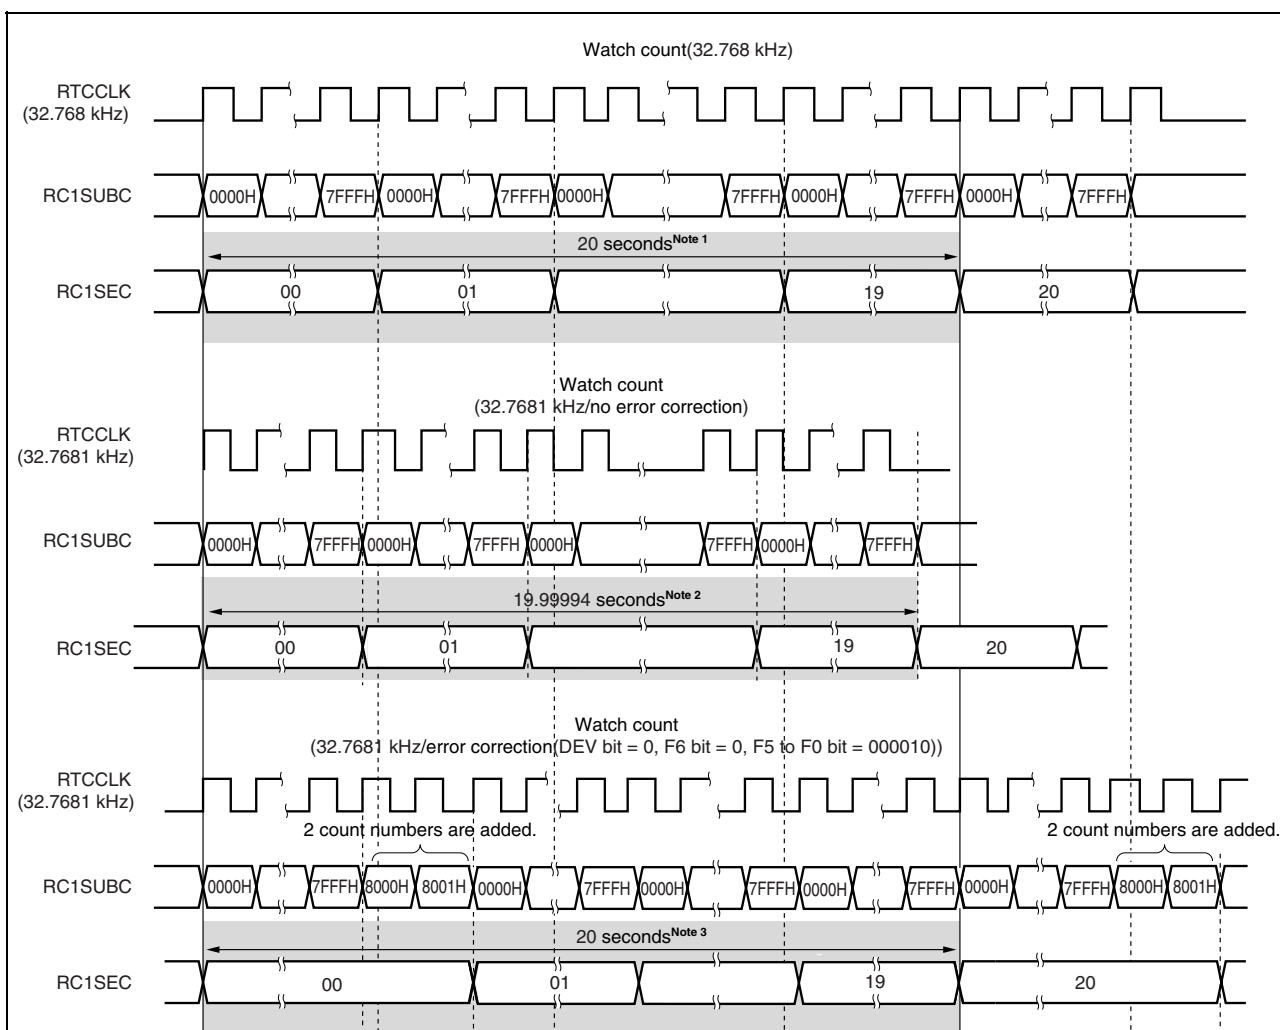 Watch count(32.768 kHz)
RTCCLK
(32.768 kHz)
RC1SUBC
0000H 7FFFH 0000H 7FFFH 0000H 7FFFH 0000H 7FFFH 0000H 7FFFH
20 seconds Note 1
RC1SEC
00 01 19 20
Watch count
(32.7681 kHz/no error correction)
RTCCLK
(32.7681 kHz)
RC1SUBC
0000H 7FFFH 0000H 7FFFH 0000H 7FFFH 0000H 7FFFH
19.99994 seconds Note 2
RC1SEC
00 01 19 20
Watch count
(32.7681 kHz/error correction(DEV bit = 0, F6 bit = 0, F5 to F0 bit = 000010))
RTCCLK
(32.7681 kHz)
2 count numbers are added. 2 count numbers are added.
RC1SUBC
0000H 7FFFH 8000H 8001H 0000H 7FFFH 0000H 7FFFH 0000H 7FFFH 0000H 7FFFH 8000H 8001H
20 seconds Note 3
RC1SEC
00 01 19 20